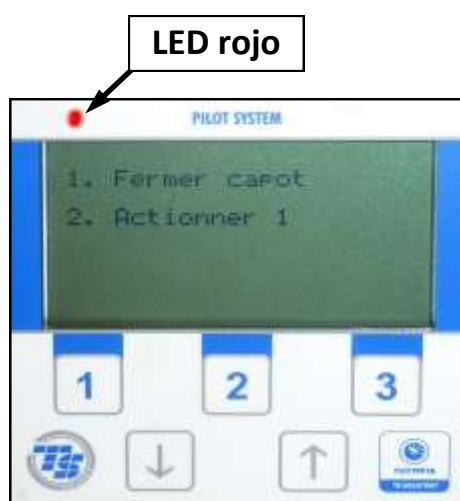 LED rojo
PILOT SYSTEM
1. Fermer capot
2. Actionner 1
1
2
3